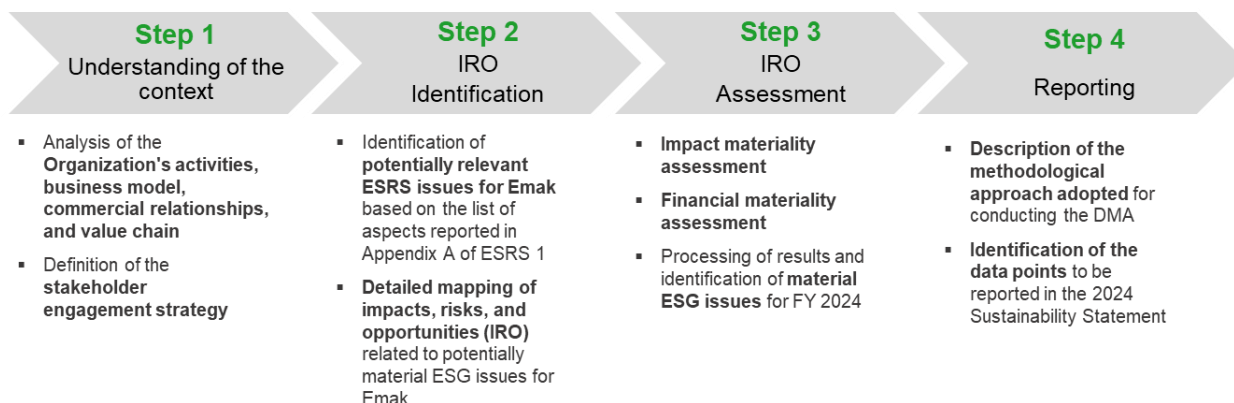 Step 1
Understanding of the
context
▪ Analysis of the
Organization's activities,
business model,
commercial relationships,
and value chain
▪ Definition of the
stakeholder
engagement strategy
Step 2
IRO
Identification
▪ Identification of
potentially relevant
ESRS issues for Emak
based on the list of
aspects reported in
Appendix A of ESRS 1
▪ Detailed mapping of
impacts, risks, and
opportunities (IRO)
related to potentially
material ESG issues for
Emak
Step 3
IRO
Assessment
▪ Impact materiality
assessment
▪ Financial materiality
assessment
▪ Processing of results and
identification of material
ESG issues for FY 2024
Step 4
Reporting
▪ Description of the
methodological
approach adopted for
conducting the DMA
▪ Identification of the
data points to be
reported in the 2024
Sustainability Statement